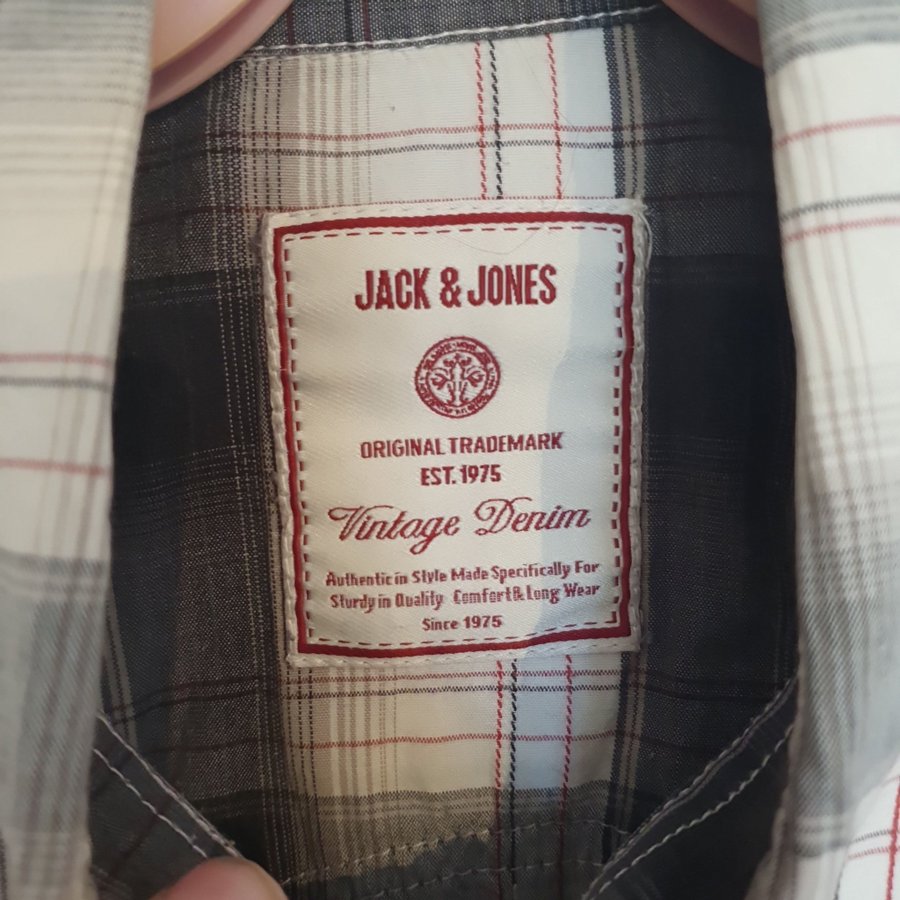 JACK & JONES
ORIGINAL TRADEMARK
EST. 1975
Vintage Denim
Authentic in Style Made Specifically For
Sturdy in Quality Comfort & Long Wear
Since 1975